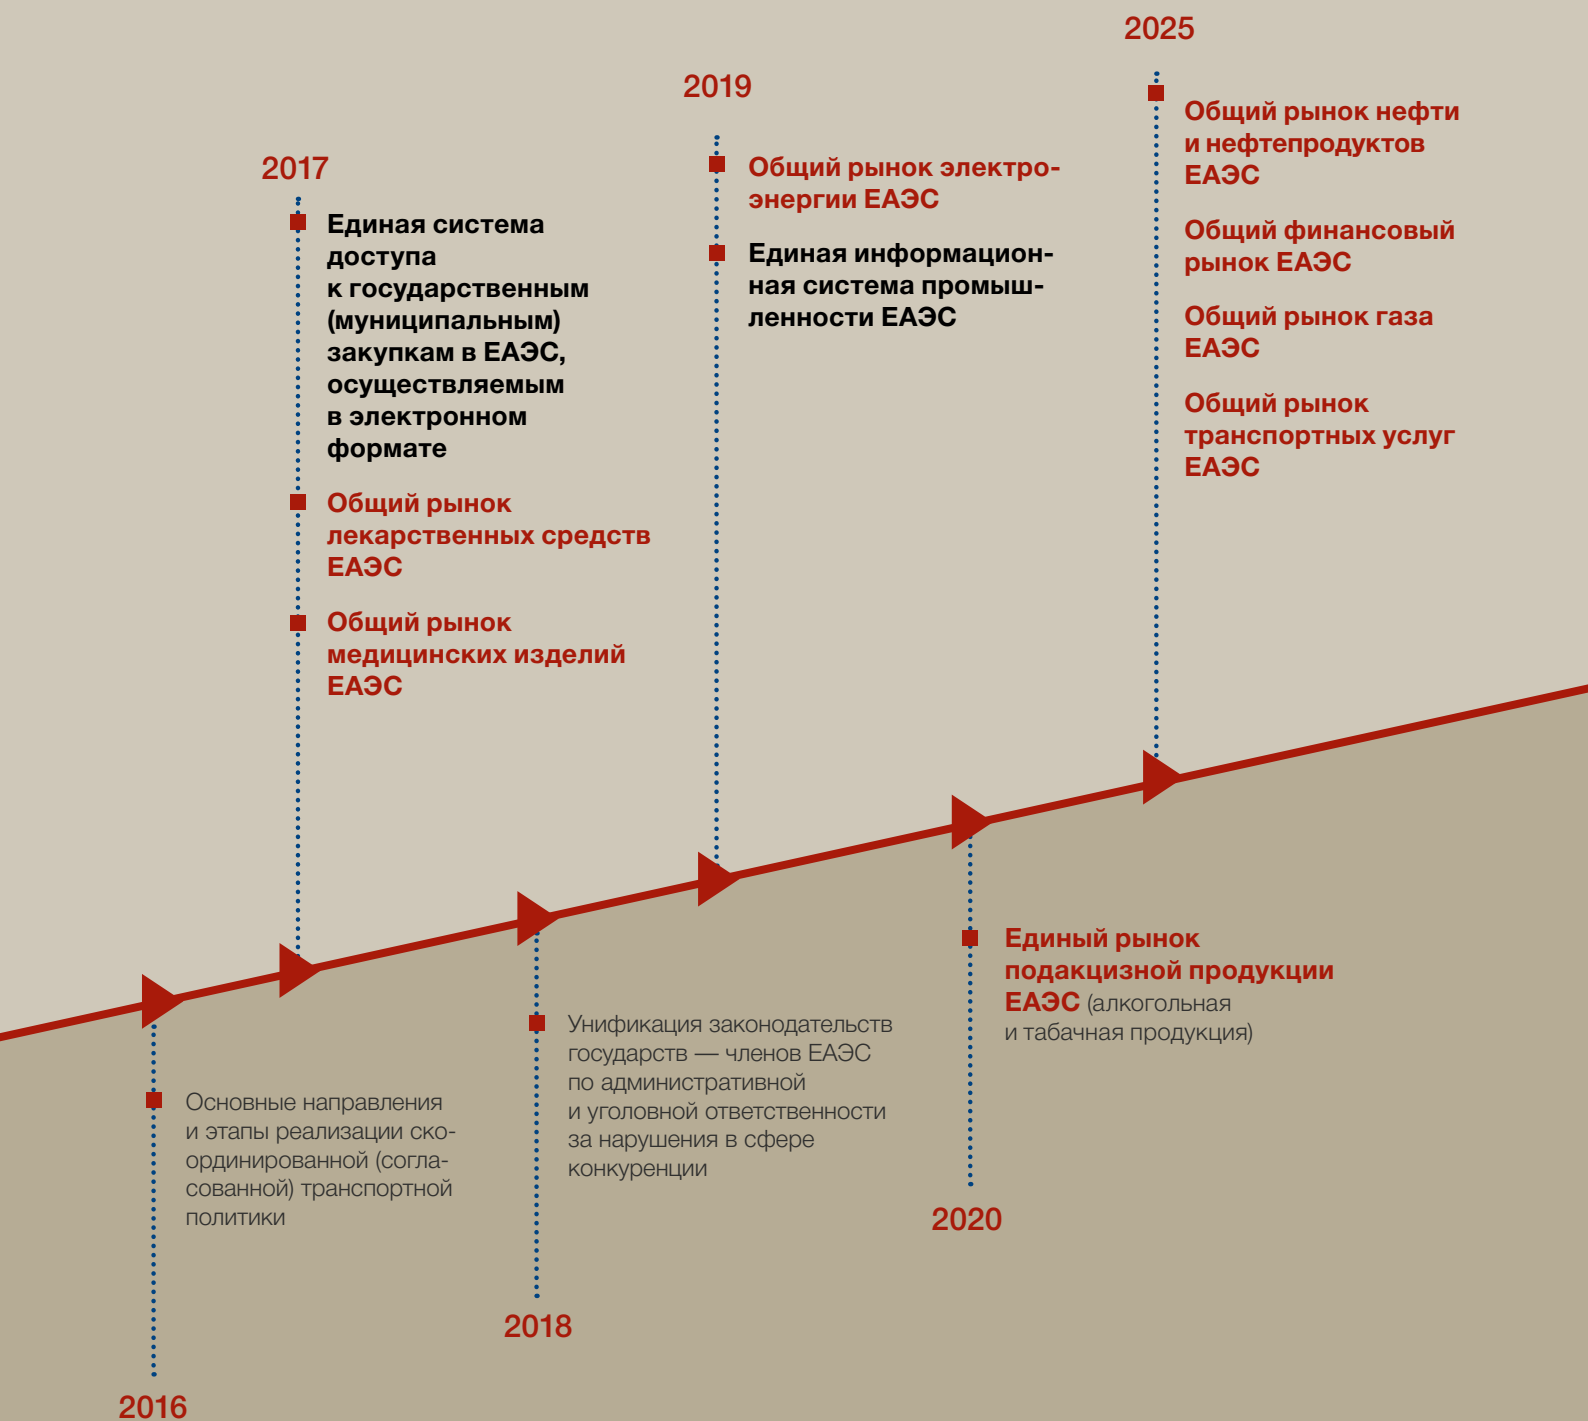 2025
Общий рынок нефти
и нефтепродуктов
ЕАЭС
Общий финансовый
рынок ЕАЭС
Общий рынок газа
ЕАЭС
Общий рынок
транспортных услуг
ЕАЭС
2019
Общий рынок электро-
энергии ЕАЭС
Единая информацион-
ная система промыш-
ленности ЕАЭС
2017
Единая система
доступа
к государственным
(муниципальным)
закупкам в ЕАЭС,
осуществляемым
в электронном
формате
Общий рынок
лекарственных средств
ЕАЭС
Общий рынок
медицинских изделий
ЕАЭС
Единый рынок
подакцизной продукции
ЕАЭС (алкогольная
и табачная продукция)
2020
Унификация законодательств
государств — членов ЕАЭС
по административной
и уголовной ответственности
за нарушения в сфере
конкуренции
2018
Основные направления
и этапы реализации ско-
ординированной (согла-
сованной) транспортной
политики
2016